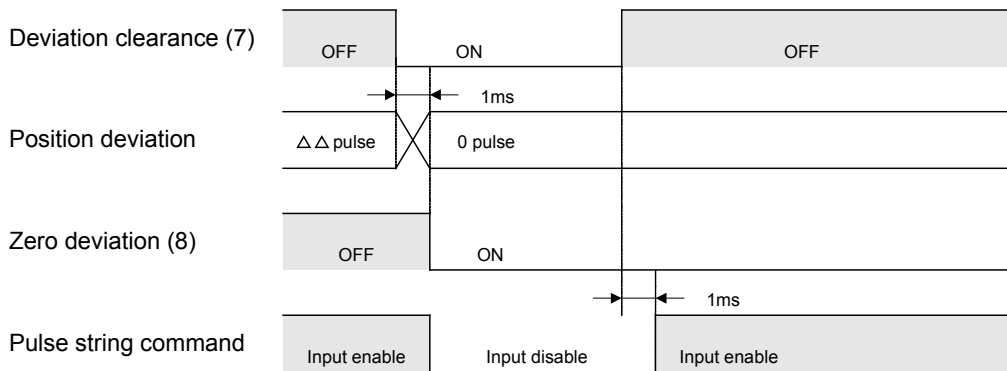 Deviation clearance (7)
OFF
ON
OFF
1ms
Position deviation
△△ pulse
0 pulse
Zero deviation (8)
OFF
ON
1ms
Pulse string command
Input enable
Input disable
Input enable